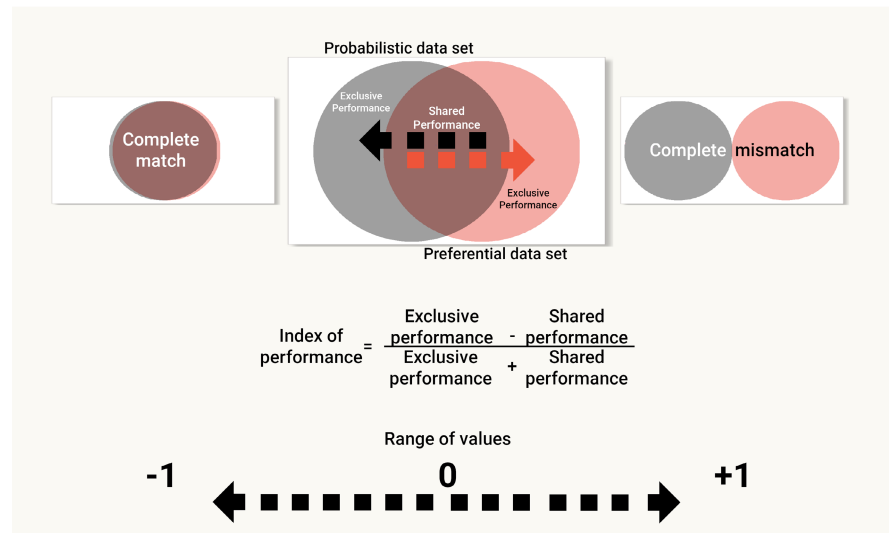 Probabilistic data set
Exclusive
Performance
Shared
Performance
Complete
match
Complete mismatch
Exclusive
Performance
Preferential data set
Index of
performance
=
Exclusive
performance
-
Shared
performance
Exclusive
performance
+
Shared
performance
Range of values
-1 0 +1